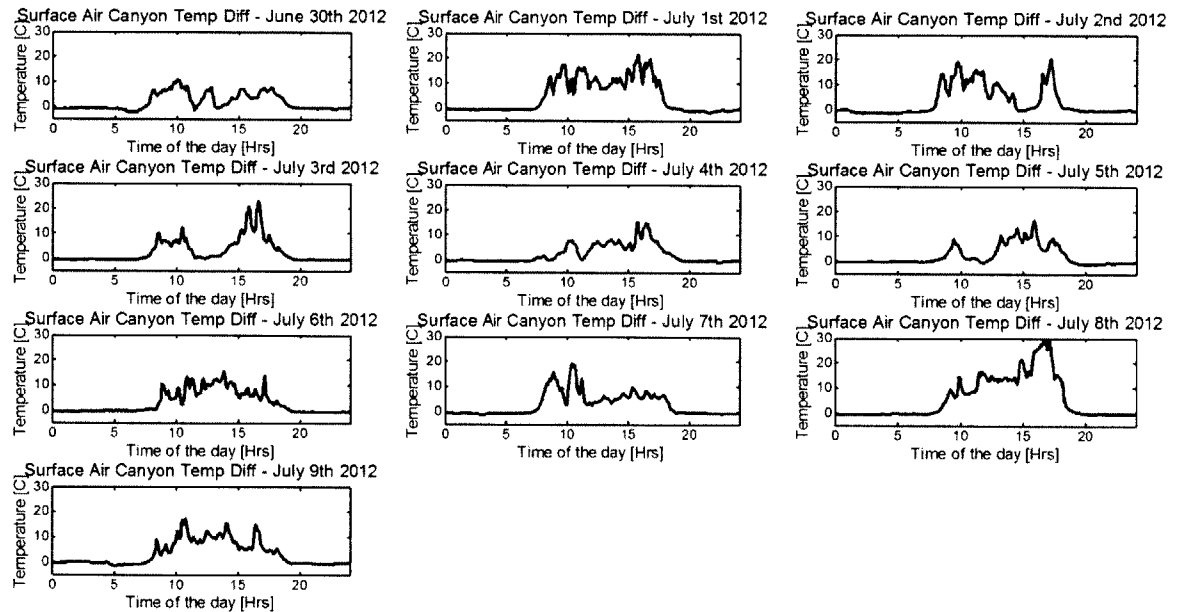 Surface Air Canyon Temp Diff - June 30th 2012
Temperature [C]
30
20
10
0
0 5 10 15 20
Time of the day [Hrs]
Surface Air Canyon Temp Diff - July 1st 2012
Temperature [C]
30
20
10
0
0 5 10 15 20
Time of the day [Hrs]
Surface Air Canyon Temp Diff - July 2nd 2012
Temperature [C]
30
20
10
0
0 5 10 15 20
Time of the day [Hrs]
Surface Air Canyon Temp Diff - July 3rd 2012
Temperature [C]
30
20
10
0
0 5 10 15 20
Time of the day [Hrs]
Surface Air Canyon Temp Diff - July 4th 2012
Temperature [C]
30
20
10
0
0 5 10 15 20
Time of the day [Hrs]
Surface Air Canyon Temp Diff - July 5th 2012
Temperature [C]
30
20
10
0
0 5 10 15 20
Time of the day [Hrs]
Surface Air Canyon Temp Diff - July 6th 2012
Temperature [C]
30
20
10
0
0 5 10 15 20
Time of the day [Hrs]
Surface Air Canyon Temp Diff - July 7th 2012
Temperature [C]
30
20
10
0
0 5 10 15 20
Time of the day [Hrs]
Surface Air Canyon Temp Diff - July 8th 2012
Temperature [C]
30
20
10
0
0 5 10 15 20
Time of the day [Hrs]
Surface Air Canyon Temp Diff - July 9th 2012
Temperature [C]
30
20
10
0
0 5 10 15 20
Time of the day [Hrs]